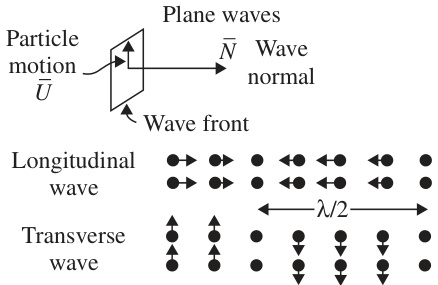 Plane waves
Particle
motion
U̅
N̅ Wave
normal
Wave front
Longitudinal
wave
λ/2
Transverse
wave